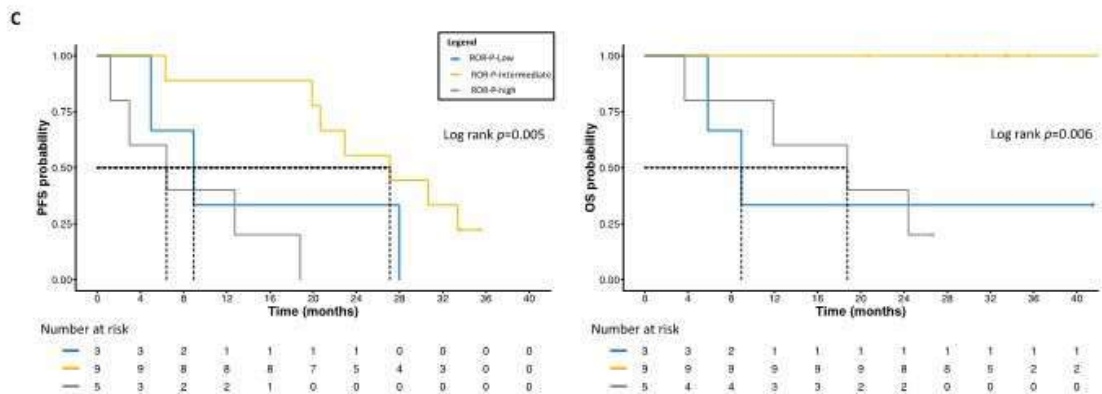 C
Legend
ROR-P-Low
ROR-P-Intermediate
ROR-P-high
Log rank p=0.005
PFS probability
1.00
0.75
0.50
0.25
0.00
0 4 8 12 16 20 24 28 32 36 40
Time (months)
Number at risk
3 3 2 1 1 1 1 0 0 0 0
9 9 8 8 8 7 5 4 3 0 0
5 3 2 2 1 0 0 0 0 0 0
Log rank p=0.006
OS probability
1.00
0.75
0.50
0.25
0.00
0 4 8 12 16 20 24 28 32 36 40
Time (months)
Number at risk
3 3 2 1 1 1 1 1 1 1 1
9 9 9 9 9 9 8 8 5 2 2
5 4 4 3 3 2 2 0 0 0 0